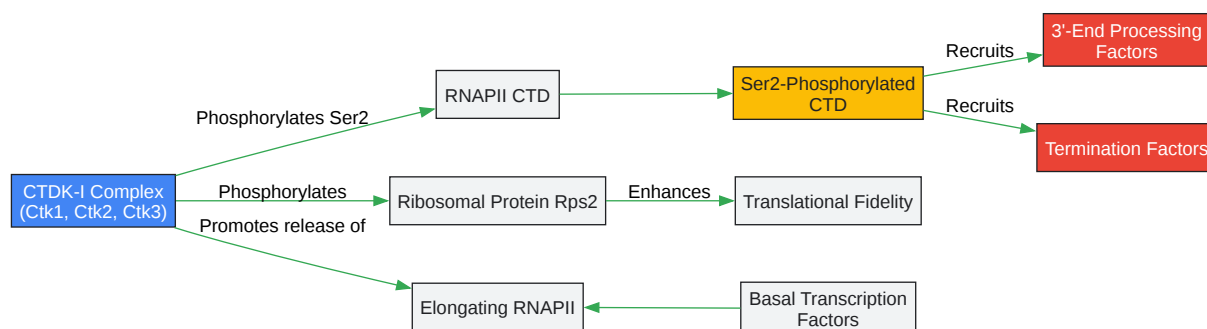 3'-End Processing
Factors
Recruits
Ser2-Phosphorylated
CTD
RNAPII CTD
Recruits
Phosphorylates Ser2
Termination Factors
CTDK-I Complex
(Ctk1, Ctk2, Ctk3)
Phosphorylates
Ribosomal Protein Rps2
Enhances
Translational Fidelity
Promotes release of
Elongating RNAPII
Basal Transcription
Factors